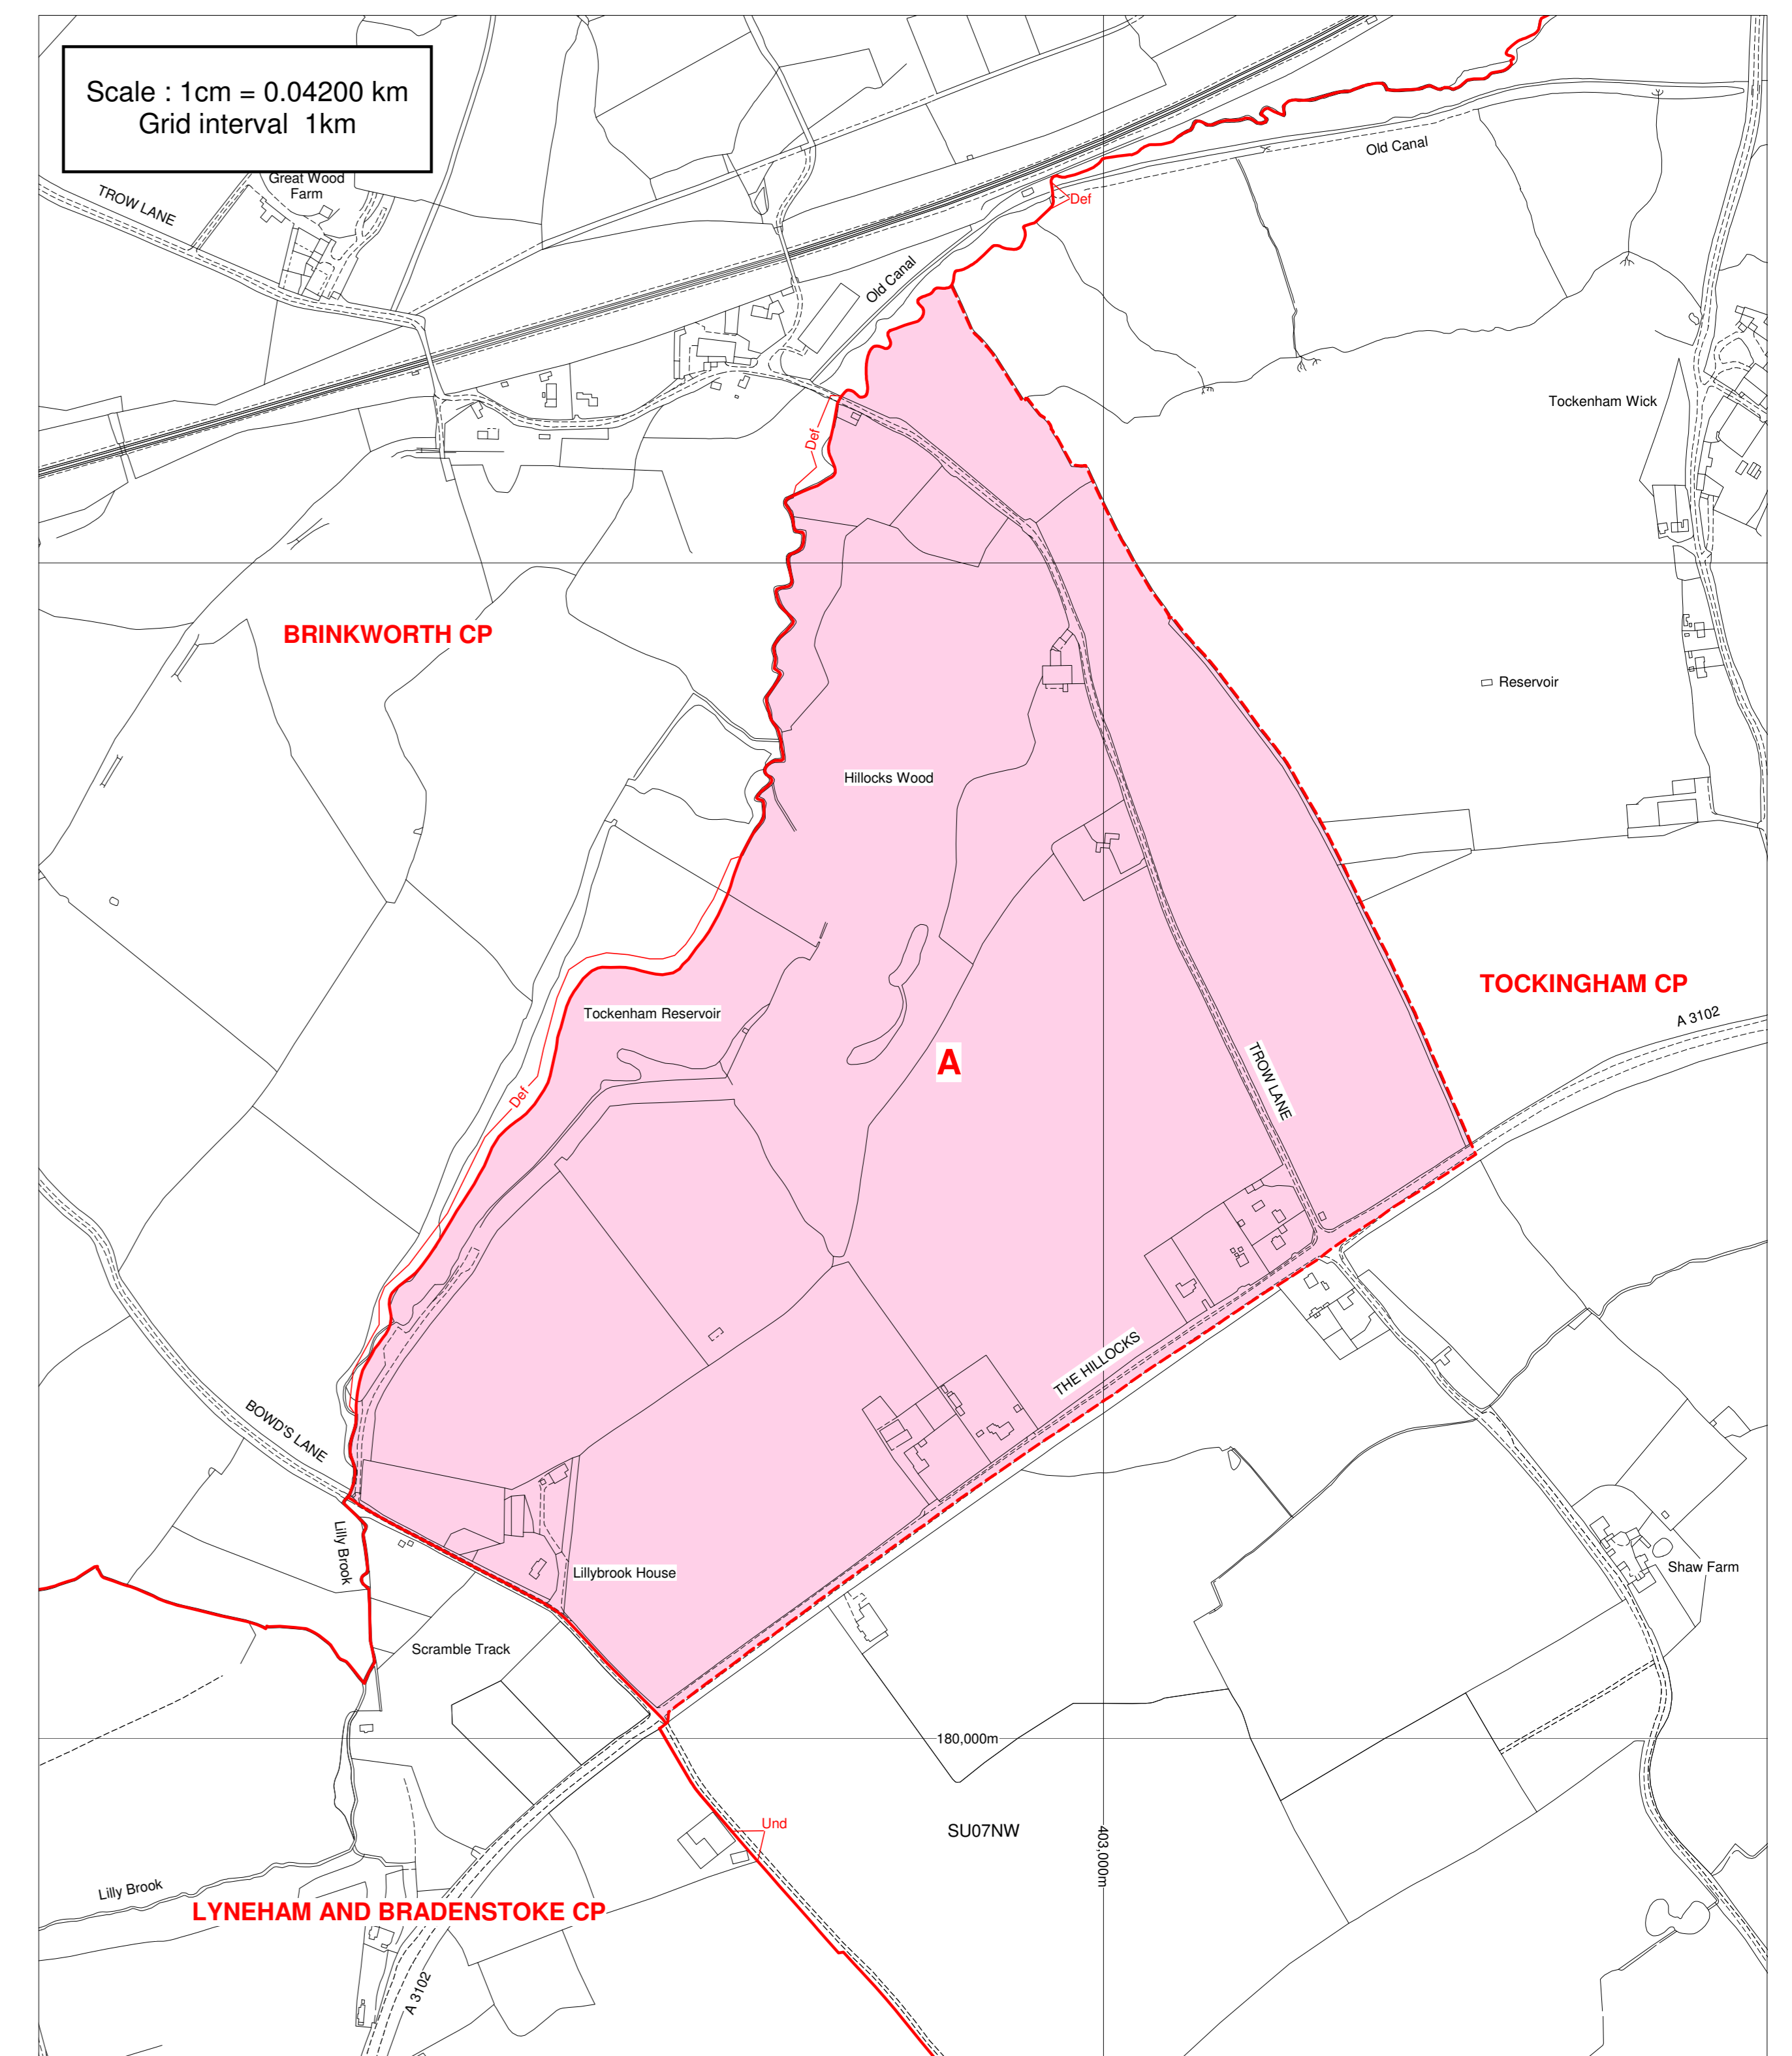 Scale : 1cm = 0.04200 km
Grid interval 1km
Great Wood
Farm
TROW LANE
Old Canal
Def
Old Canal
Tockenham Wick
Def
BRINKWORTH CP
Reservoir
Hillocks Wood
TOCKINGHAM CP
A 3102
Tockenham Reservoir
A
TROW LANE
Def
THE HILLOCKS
BOWD'S LANE
Lilly Brook
Lillybrook House
Shaw Farm
Scramble Track
180,000m
Und
SU07NW
403,000m
Lilly Brook
LYNEHAM AND BRADENSTOKE CP
A 3102